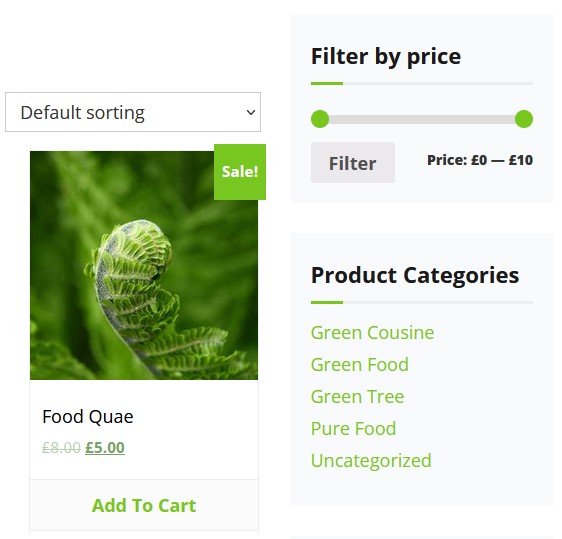 Default sorting
Sale!
Food Quae
£8.00 £5.00
Add To Cart
Filter by price
Filter
Price: £0 — £10
Product Categories
Green Cousine
Green Food
Green Tree
Pure Food
Uncategorized